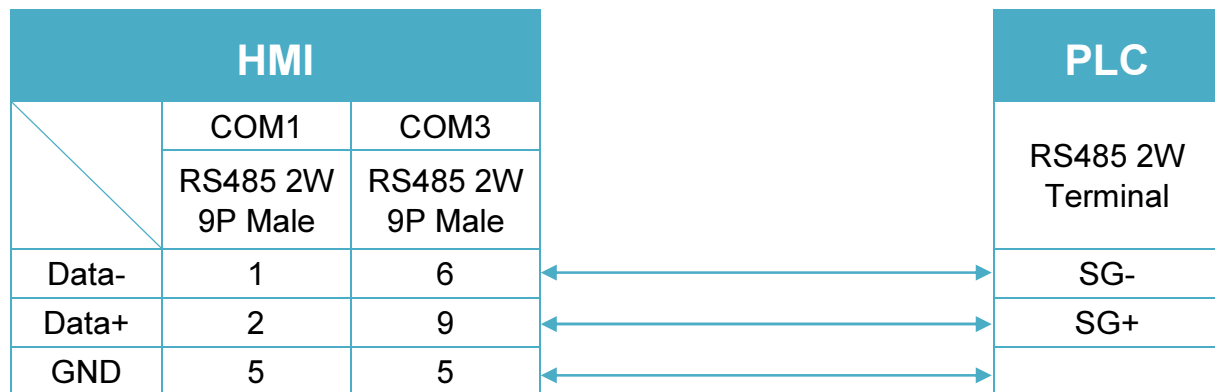 HMI
PLC
COM1 COM3
RS485 2W RS485 2W
9P Male 9P Male
RS485 2W
Terminal
Data- 1 6 SG-
Data+ 2 9 SG+
GND 5 5